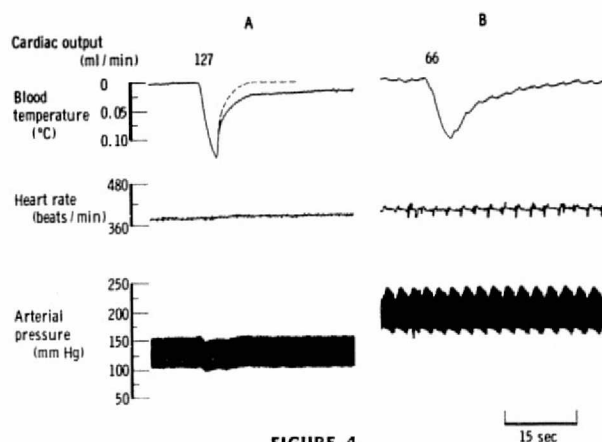 A
B
Cardiac output
(ml / min)
127
66
Blood
temperature
(°C)
0
0.05
0.10
Heart rate
(beats / min)
480
360
Arterial
pressure
(mm Hg)
250
200
150
100
50
15 sec
FIGURE 4